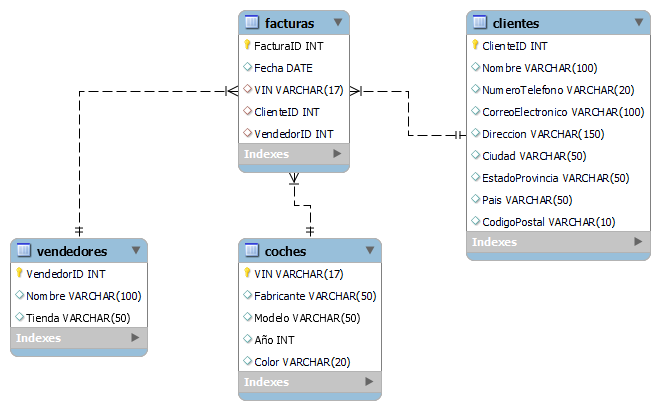 facturas
FacturaID INT
Fecha DATE
VIN VARCHAR(17)
ClienteID INT
VendedorID INT
Indexes
clientes
ClienteID INT
Nombre VARCHAR(100)
NumeroTelefono VARCHAR(20)
CorreoElectronico VARCHAR(100)
Direccion VARCHAR(150)
Ciudad VARCHAR(50)
EstadoProvincia VARCHAR(50)
Pais VARCHAR(50)
CodigoPostal VARCHAR(10)
Indexes
vendedores
VendedorID INT
Nombre VARCHAR(100)
Tienda VARCHAR(50)
Indexes
coches
VIN VARCHAR(17)
Fabricante VARCHAR(50)
Modelo VARCHAR(50)
Año INT
Color VARCHAR(20)
Indexes